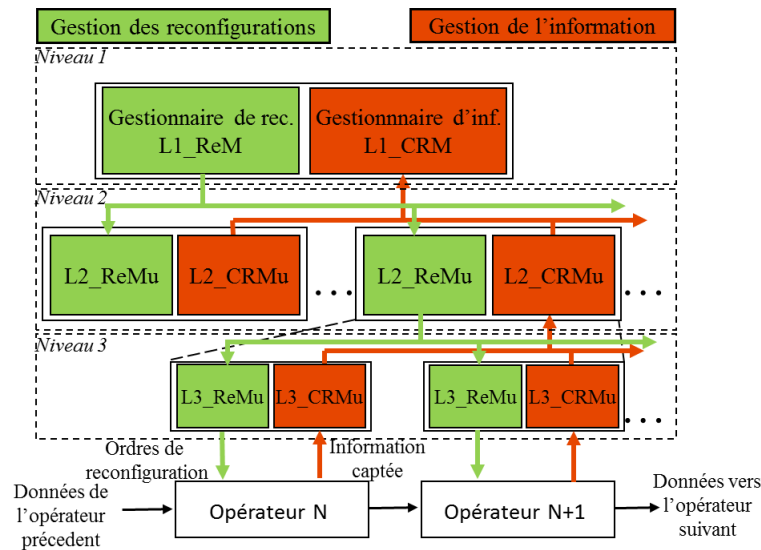 Gestion des reconfigurations
Gestion de l’information
Niveau 1
Gestionnaire de rec.
L1_ReM
Gestionnnaire d’inf.
L1_CRM
Niveau 2
L2_ReMu
L2_CRMu
...
L2_ReMu
L2_CRMu
...
Niveau 3
L3_ReMu
L3_CRMu
L3_ReMu
L3_CRMu
...
Ordres de
reconfiguration
Information
captée
Données de
l’opérateur
précedent
Opérateur N
Opérateur N+1
Données vers
l’opérateur
suivant